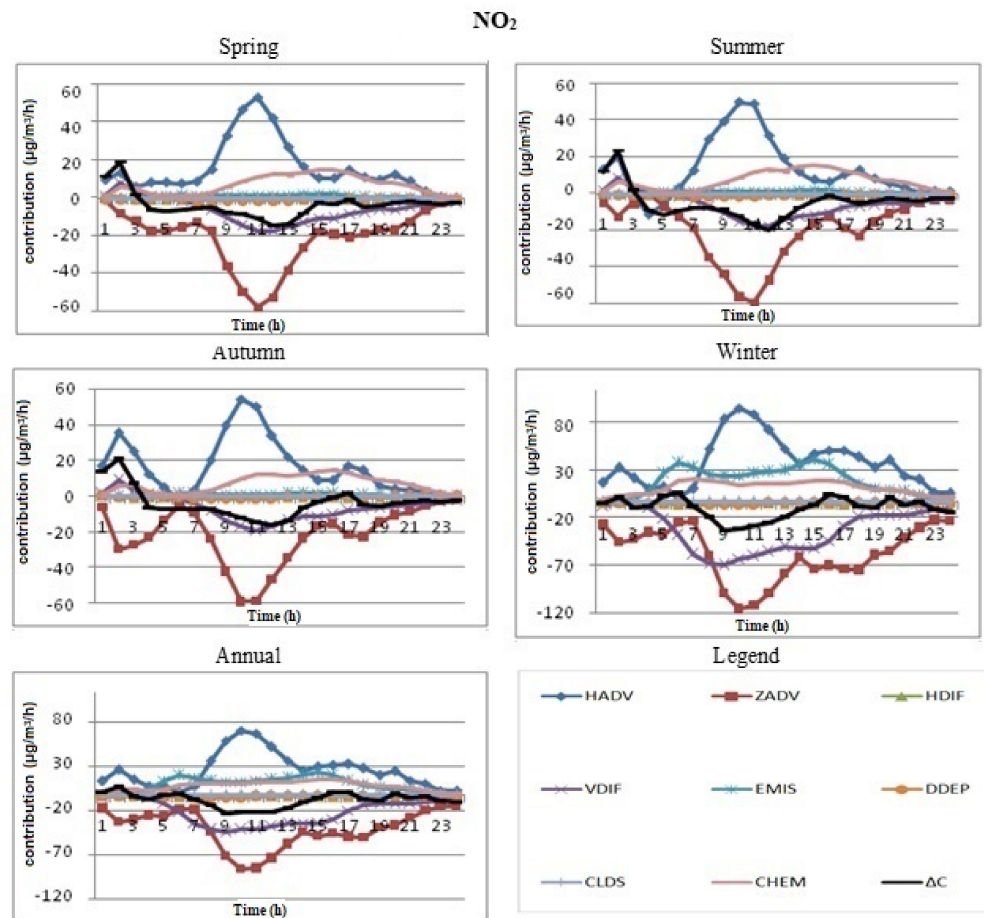 NO₂
Spring
Summer
contribution (µg/m³/h)
60
40
20
0
-20
-40
-60
1 3 5 7 9 11 13 15 17 19 21 23
Time (h)
contribution (µg/m³/h)
60
40
20
0
-20
-40
-60
1 3 5 7 9 11 13 15 17 19 21 23
Time (h)
Autumn
Winter
contribution (µg/m³/h)
60
40
20
0
-20
-40
-60
1 3 5 7 9 11 13 15 17 19 21 23
Time (h)
contribution (µg/m³/h)
80
30
-20
-70
-120
1 3 5 7 9 11 13 15 17 19 21 23
Time (h)
Annual
Legend
contribution (µg/m³/h)
80
30
-20
-70
-120
1 3 5 7 9 11 13 15 17 19 21 23
Time (h)
HADV ZADV HDIF
VDIF EMIS DDEP
CLDS CHEM ΔC